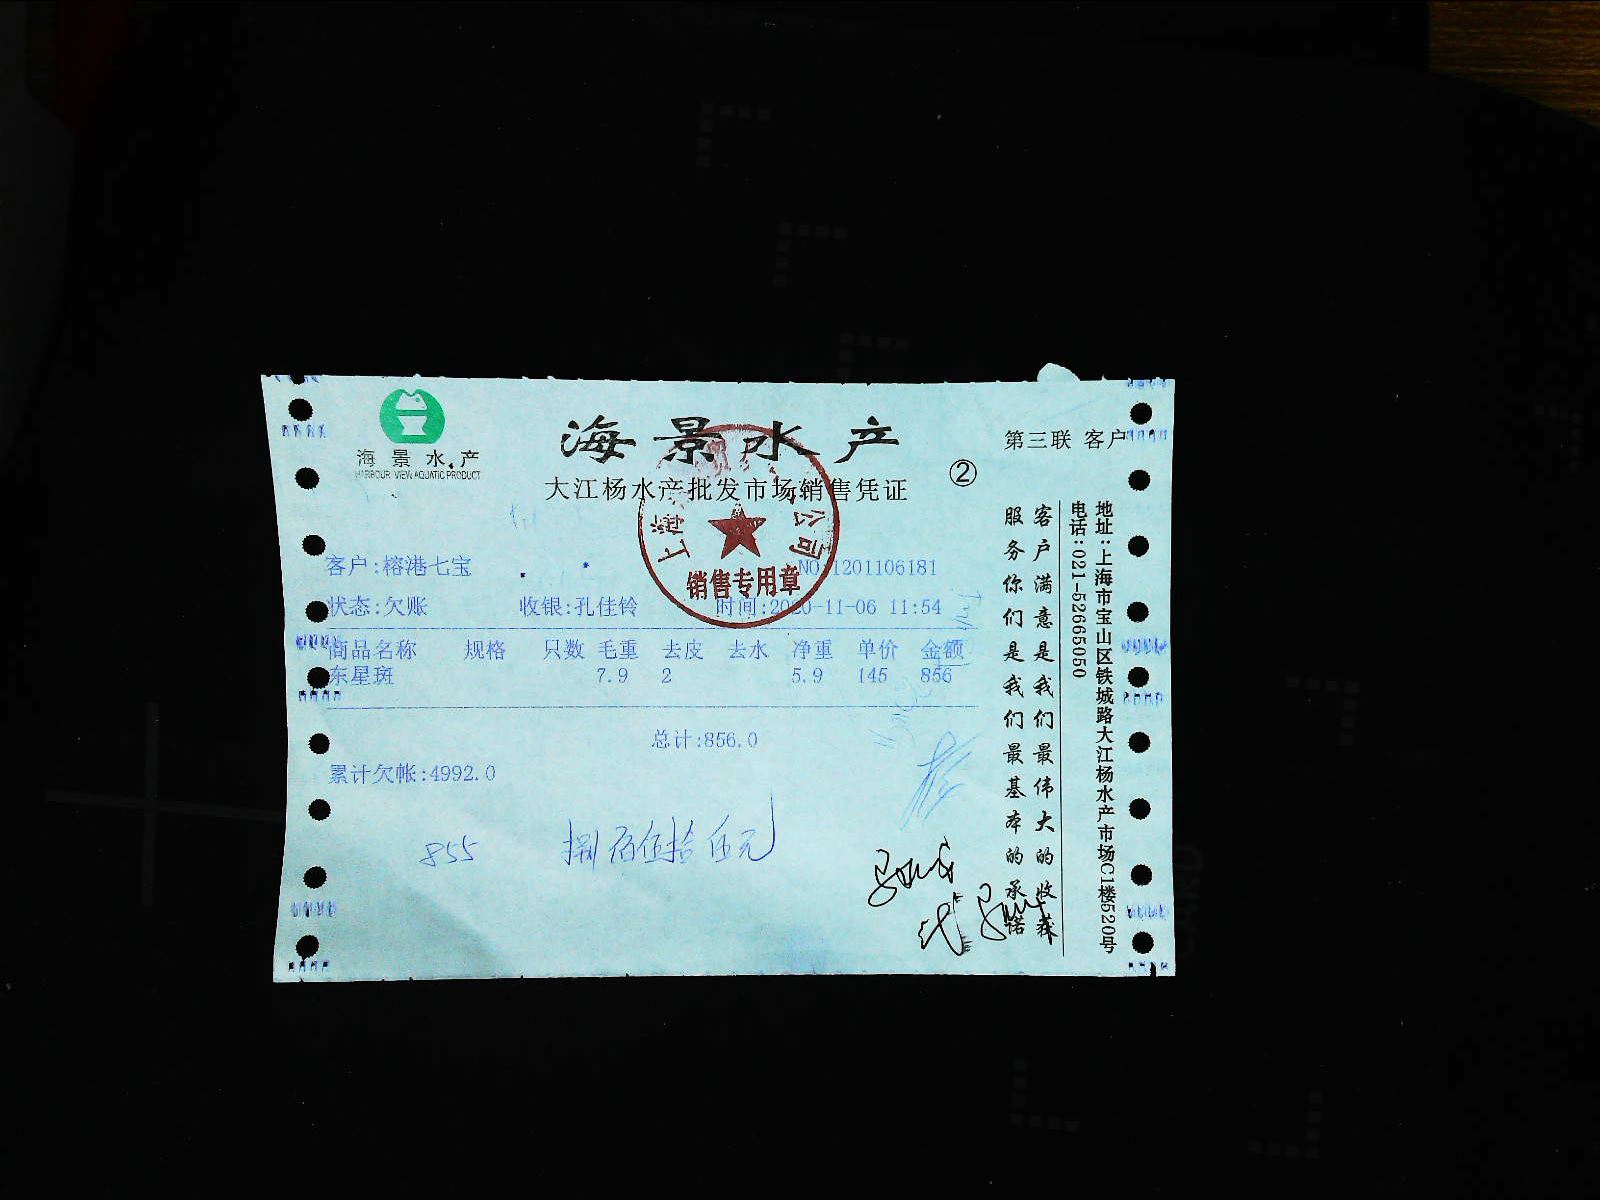 海景水产
HARBOUR VIEW AQUATIC PRODUCT
海景水产
大江杨水产批发市场销售凭证
②
第三联 客户
客户:榕港七宝
NO:1201106181
状态:欠账 收银:孔佳铃 时间:2020-11-06 11:54
商品名称 规格 只数 毛重 去皮 去水 净重 单价 金额
东星斑 7.9 2 5.9 145 856
总计:856.0
累计欠帐:4992.0
855 捌佰伍拾伍元
上海
公司
销售专用章
客户满意是我们最伟大的收获
服务你们是我们最基本的承诺
地址:上海市宝山区铁城路大江杨水产市场C1楼520号
电话:021-52665050